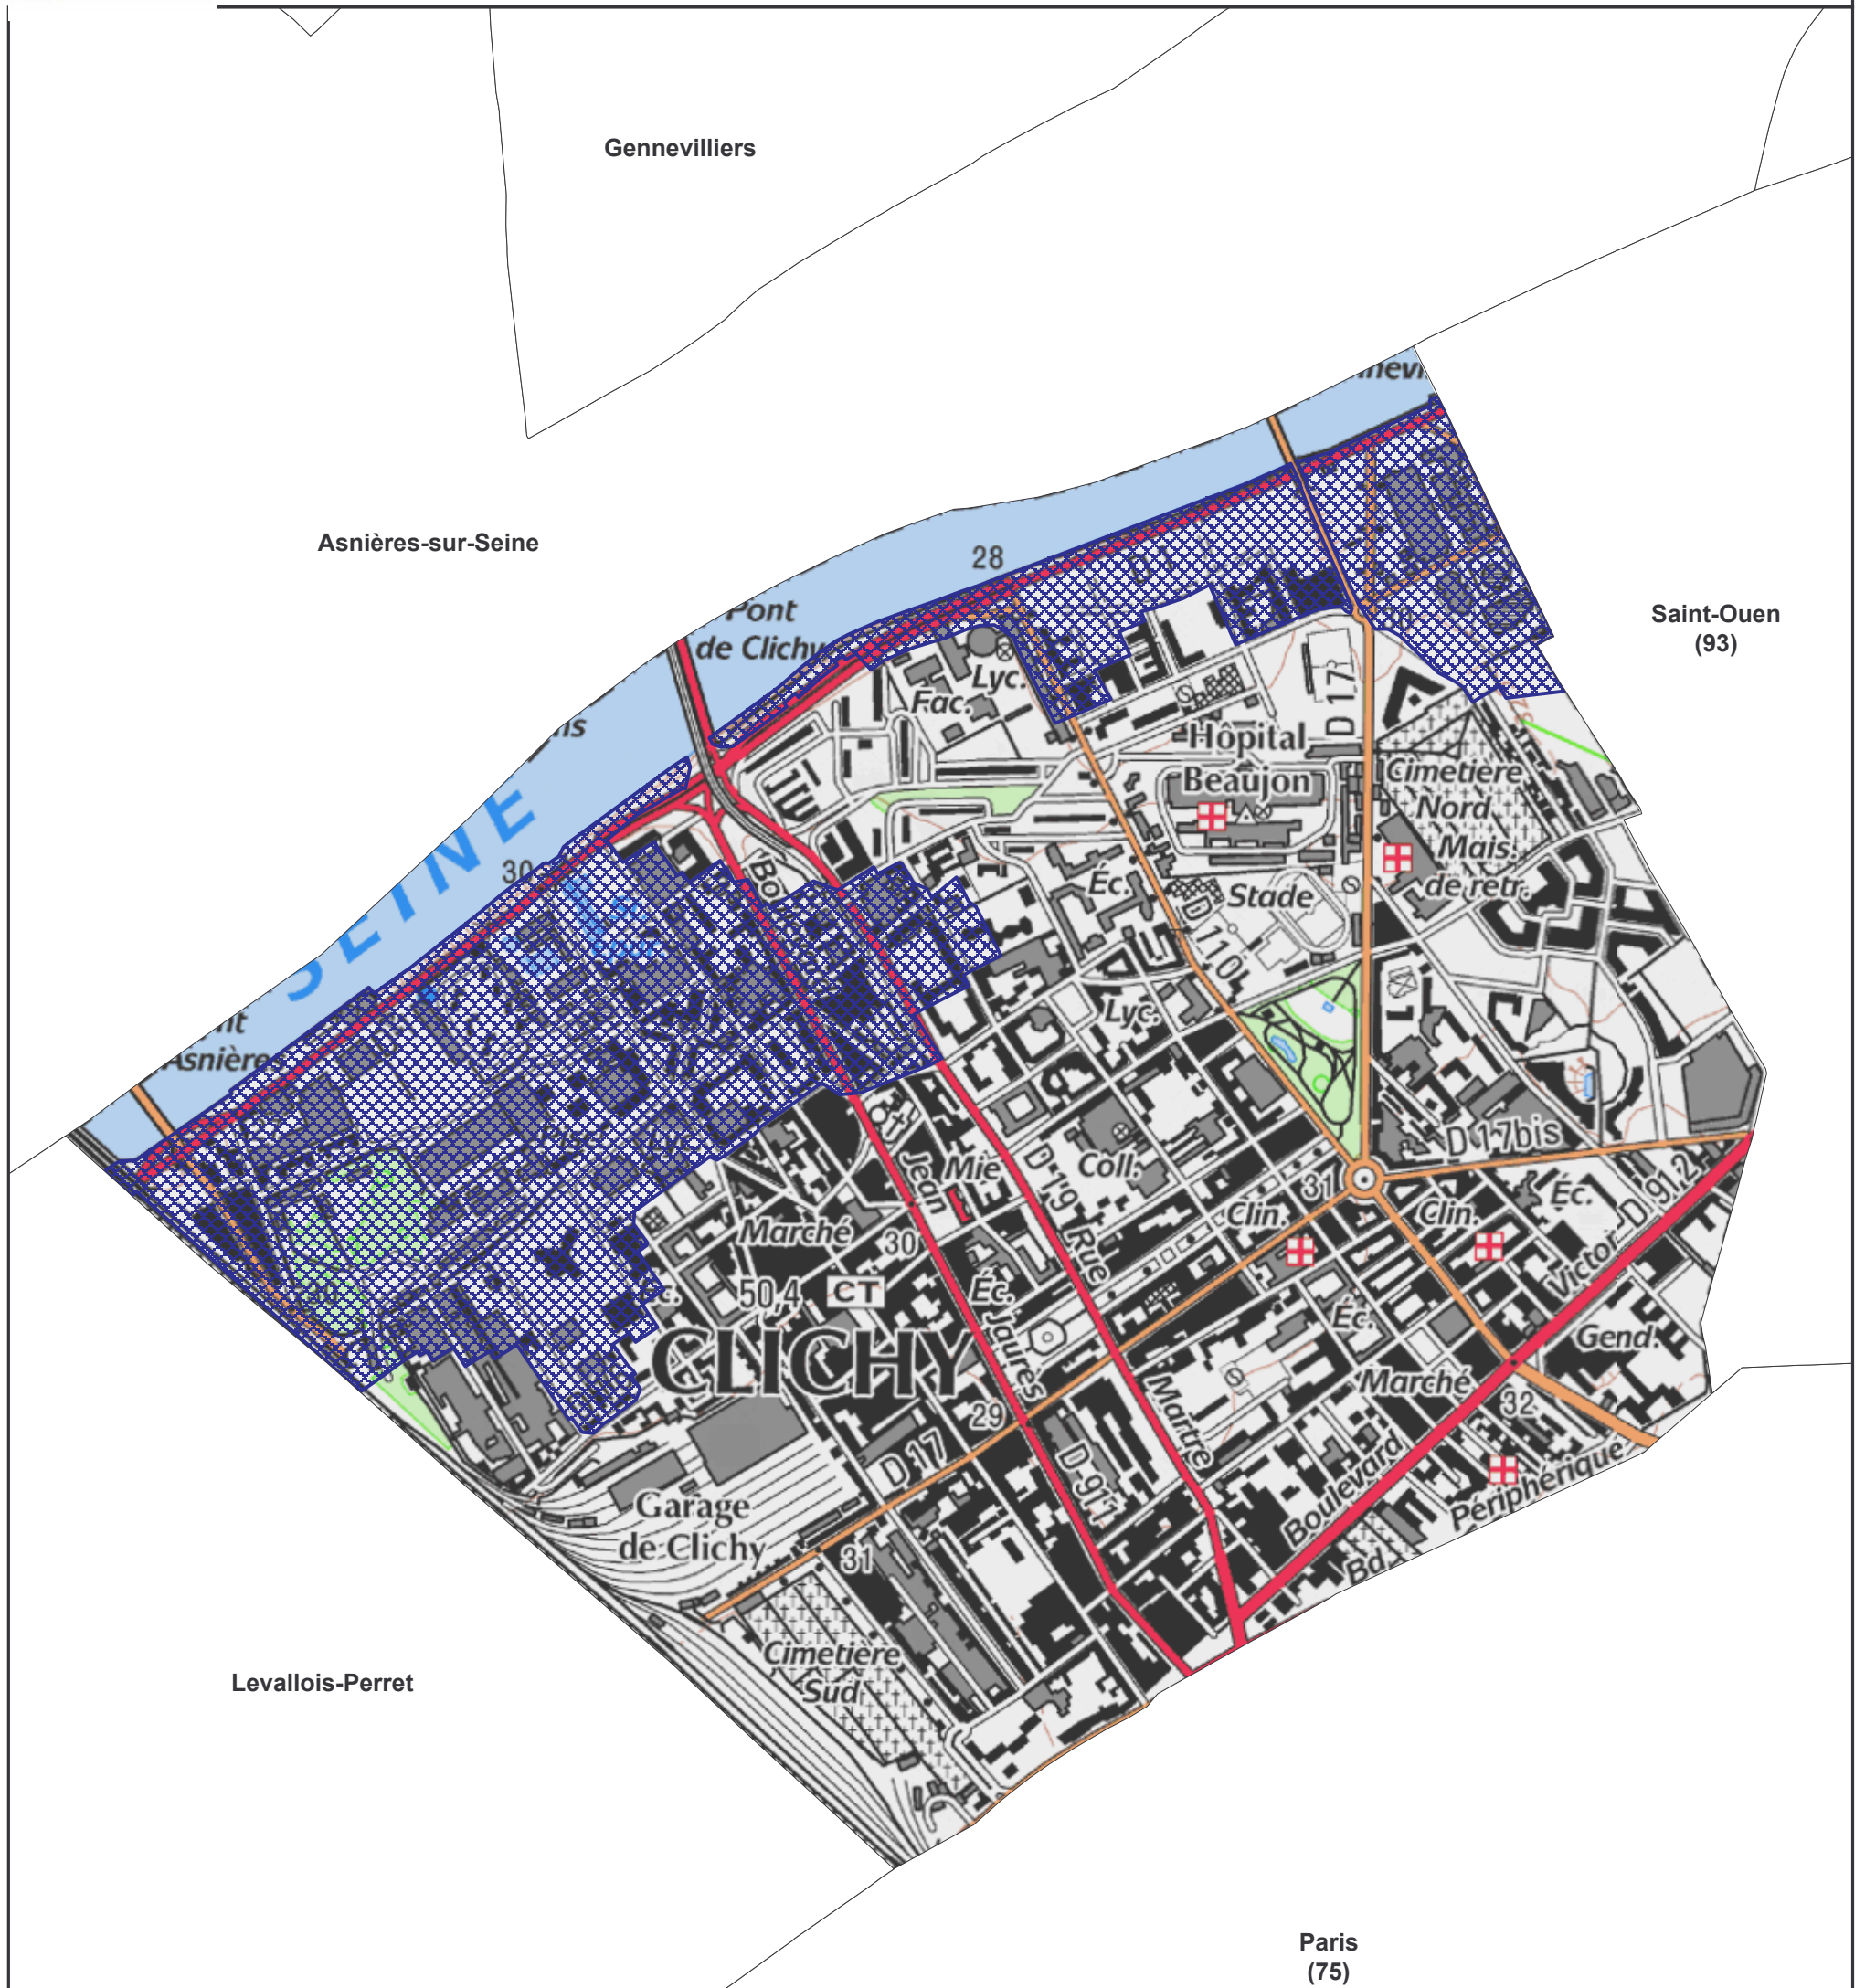 Gennevilliers
Asnières-sur-Seine
28
Pont
de Clichy
Saint-Ouen
(93)
Lyc.
Fac.
D 17
30
Hôpital
Beaujon
Cimetière
Nord
Mais.
de retr.
SEINE
30
Éc.
Stade
D 110
Asnière
Lyc.
D 17bis
Jean
Mie
D 19
Coll.
31
Clin.
Clin.
Éc.
D 912
Marché
30
Rue
Victor
50,4
CT
Éc.
Éc.
Gend.
CLICHY
Jaurès
Marché
29
Martre
32
D 17
D 911
Boulevard
Périphérique
Garage
de Clichy
31
Bd.
Cimetière
Sud
Levallois-Perret
Paris
(75)